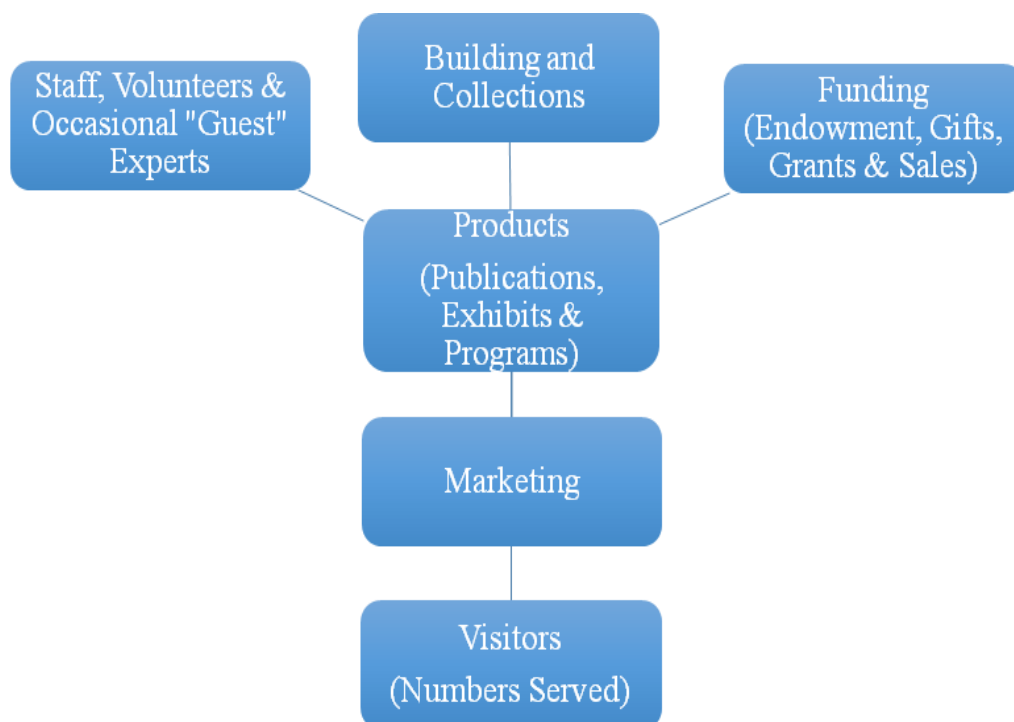 Building and
Collections
Staff, Volunteers &
Occasional "Guest"
Experts
Funding
(Endowment, Gifts,
Grants & Sales)
Products
(Publications,
Exhibits &
Programs)
Marketing
Visitors
(Numbers Served)